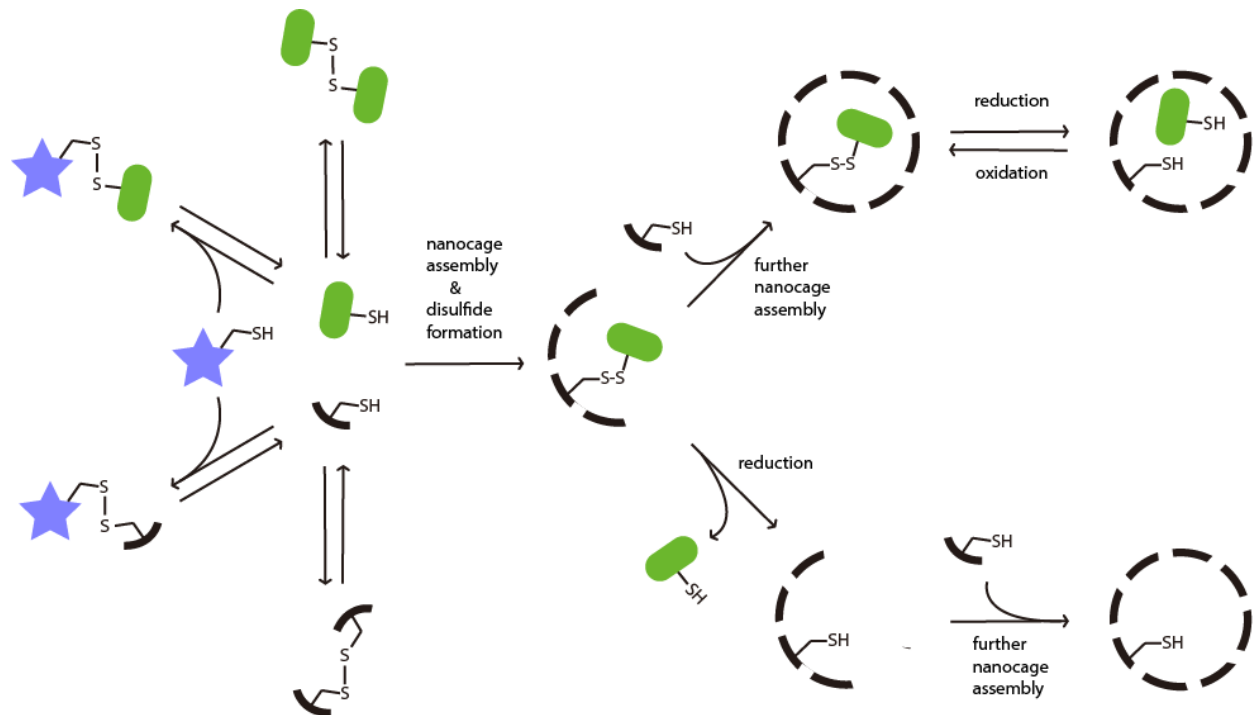 S
S
S
S
reduction
SH
S-S
SH
oxidation
SH
nanocage
assembly
&
disulfide
formation
further
nanocage
assembly
SH
SH
S-S
SH
reduction
S
S
SH
SH
SH
SH
further
nanocage
assembly
S
S